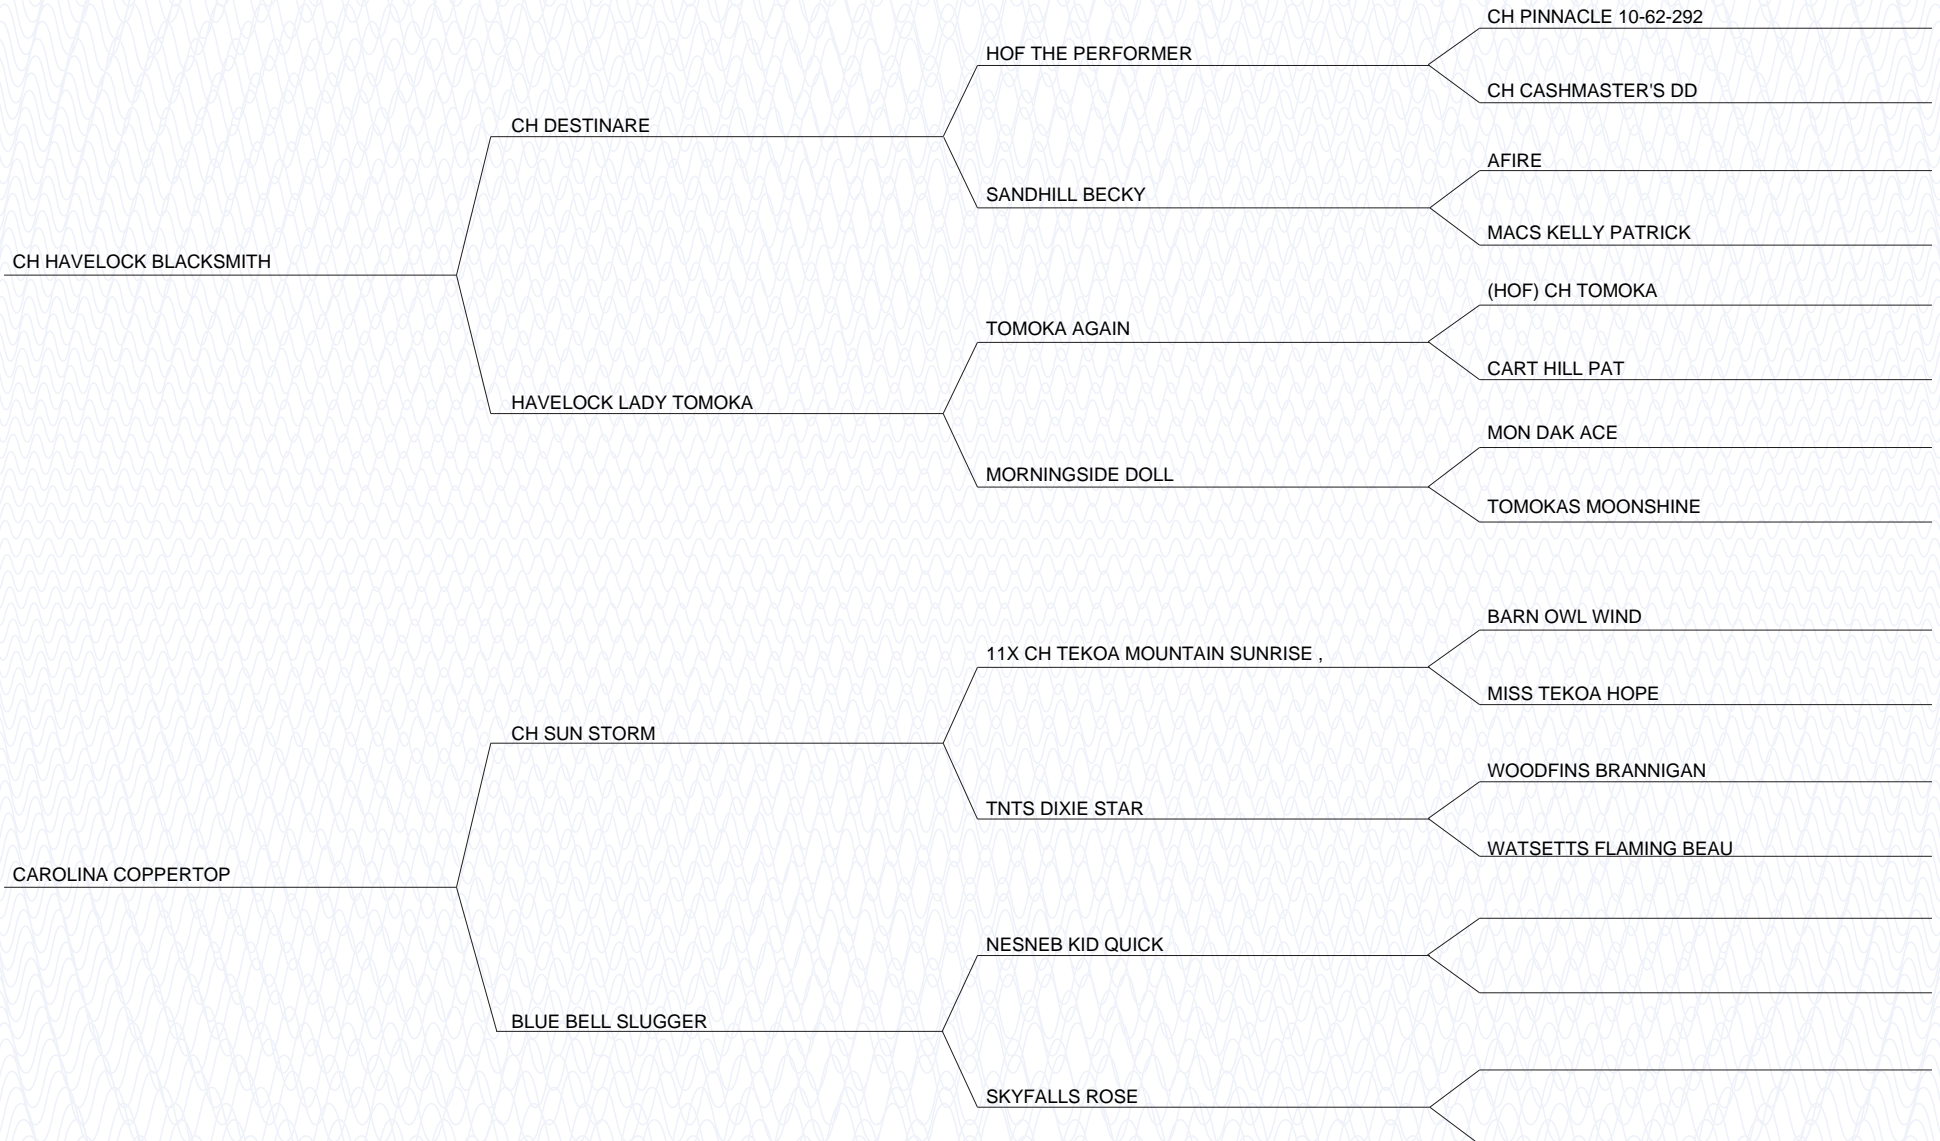 CH PINNACLE 10-62-292
HOF THE PERFORMER
CH CASHMASTER'S DD
CH DESTINARE
AFIRE
SANDHILL BECKY
MACS KELLY PATRICK
CH HAVELOCK BLACKSMITH
(HOF) CH TOMOKA
TOMOKA AGAIN
CART HILL PAT
HAVELOCK LADY TOMOKA
MON DAK ACE
MORNINGSIDE DOLL
TOMOKAS MOONSHINE
BARN OWL WIND
11X CH TEKOA MOUNTAIN SUNRISE ,
MISS TEKOA HOPE
CH SUN STORM
WOODFINS BRANNIGAN
TNTS DIXIE STAR
WATSETTS FLAMING BEAU
CAROLINA COPPERTOP
NESNEB KID QUICK
BLUE BELL SLUGGER
SKYFALLS ROSE